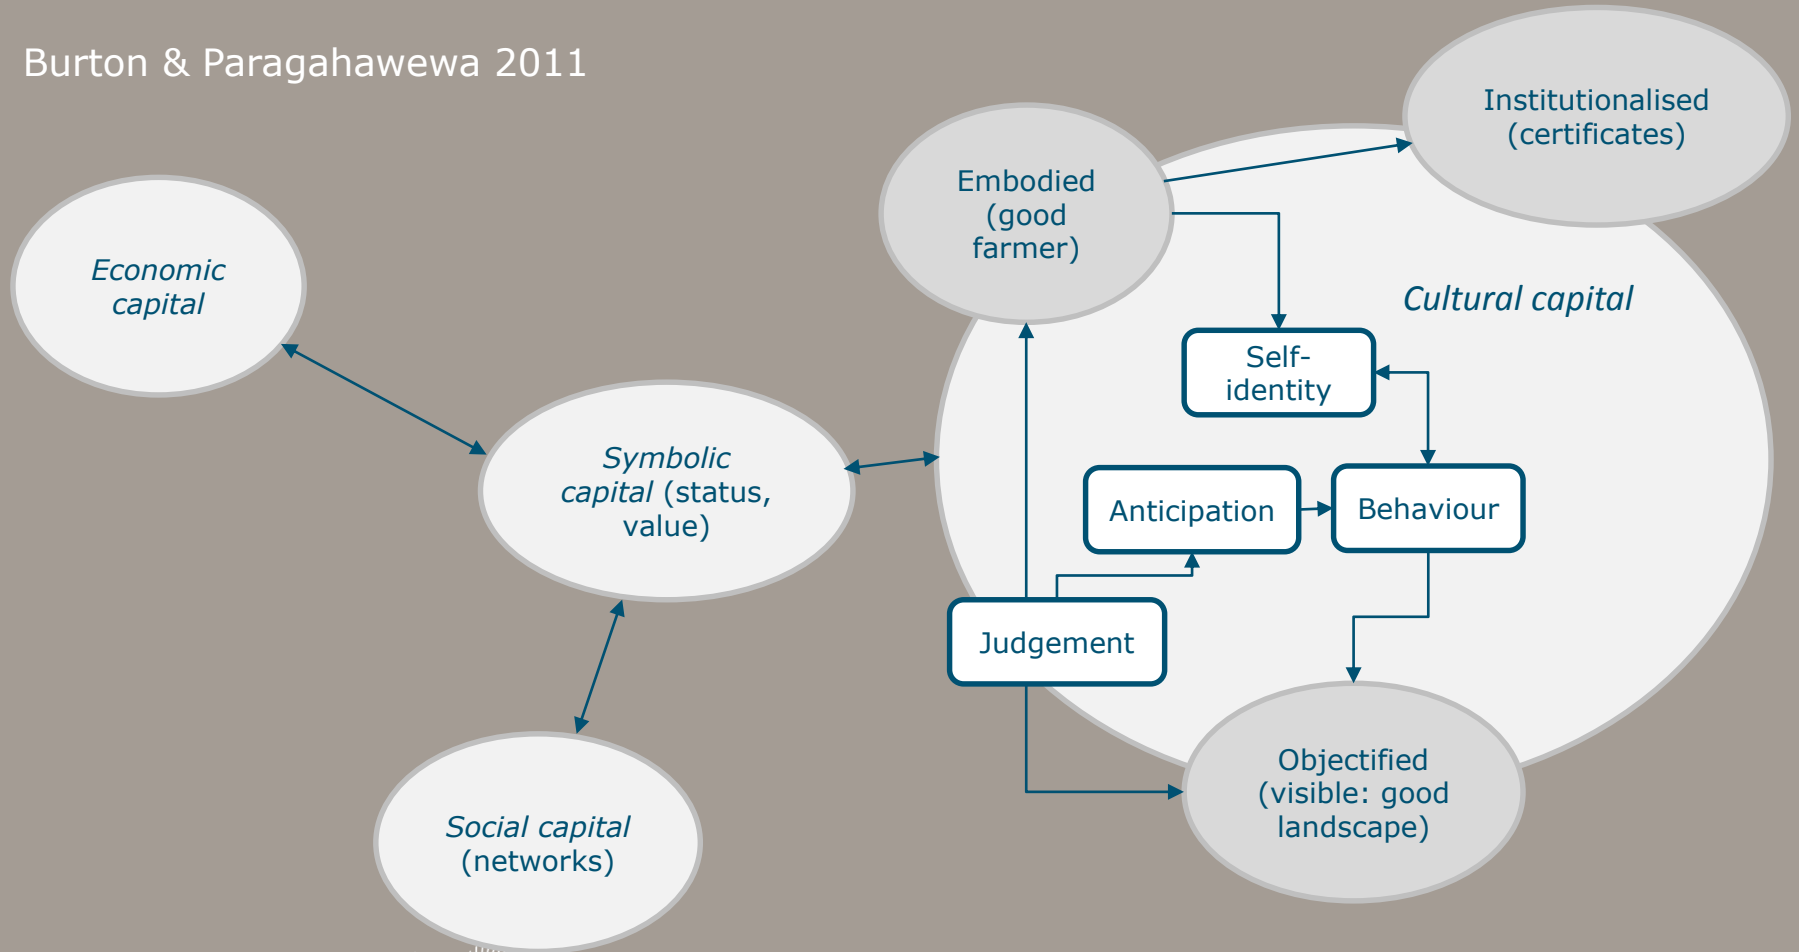 Burton & Paragahawewa 2011
Institutionalised
(certificates)
Embodied
(good
farmer)
Economic
capital
Cultural capital
Self-
identity
Symbolic
capital (status,
value)
Anticipation
Behaviour
Judgement
Objectified
(visible: good
landscape)
Social capital
(networks)